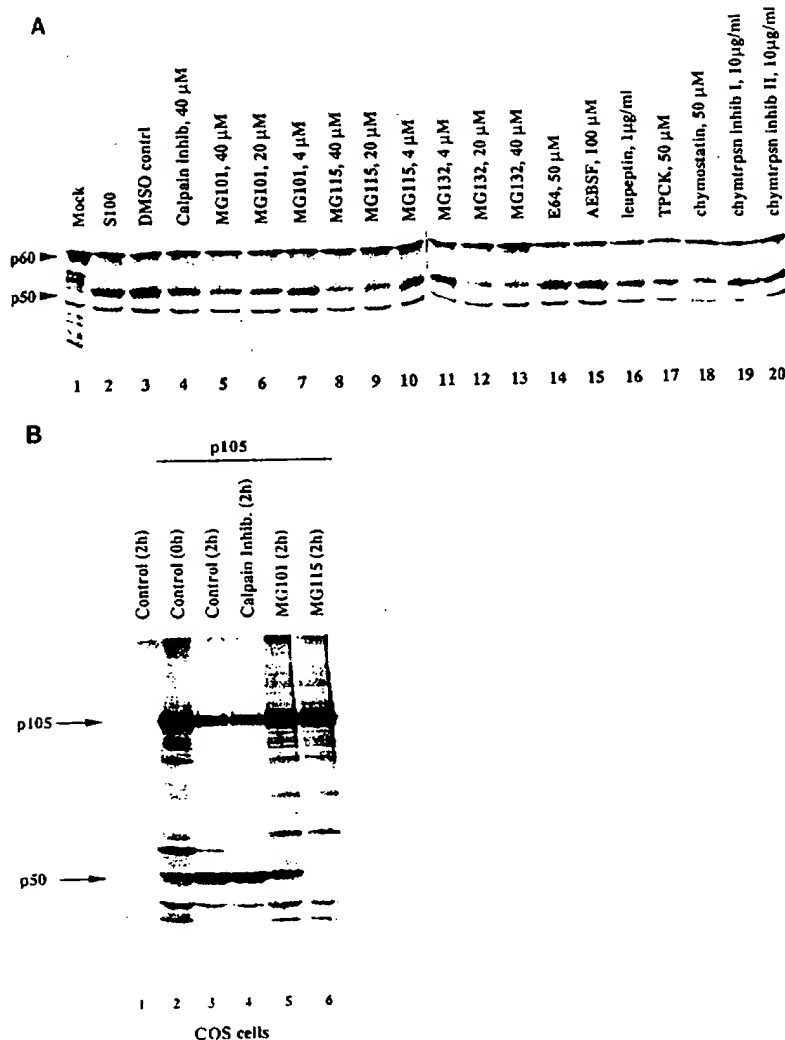 A
Mock
S100
DMSO contrl
Calpain Inhib, 40 µM
MG101, 40 µM
MG101, 20 µM
MG101, 4 µM
MG115, 40 µM
MG115, 20 µM
MG115, 4 µM
MG132, 4 µM
MG132, 20 µM
MG132, 40 µM
E64, 50 µM
AEBSF, 100 µM
leupeptin, 1µg/ml
TPCK, 50 µM
chymostatin, 50 µM
chymtrpsn Inhib I, 10µg/ml
chymtrpsn Inhib II, 10µg/ml
p60
p50
1 2 3 4 5 6 7 8 9 10 11 12 13 14 15 16 17 18 19 20
B
p105
Control (2h)
Control (0h)
Control (2h)
Calpain Inhib. (2h)
MG101 (2h)
MG115 (2h)
p105
p50
1 2 3 4 5 6
COS cells